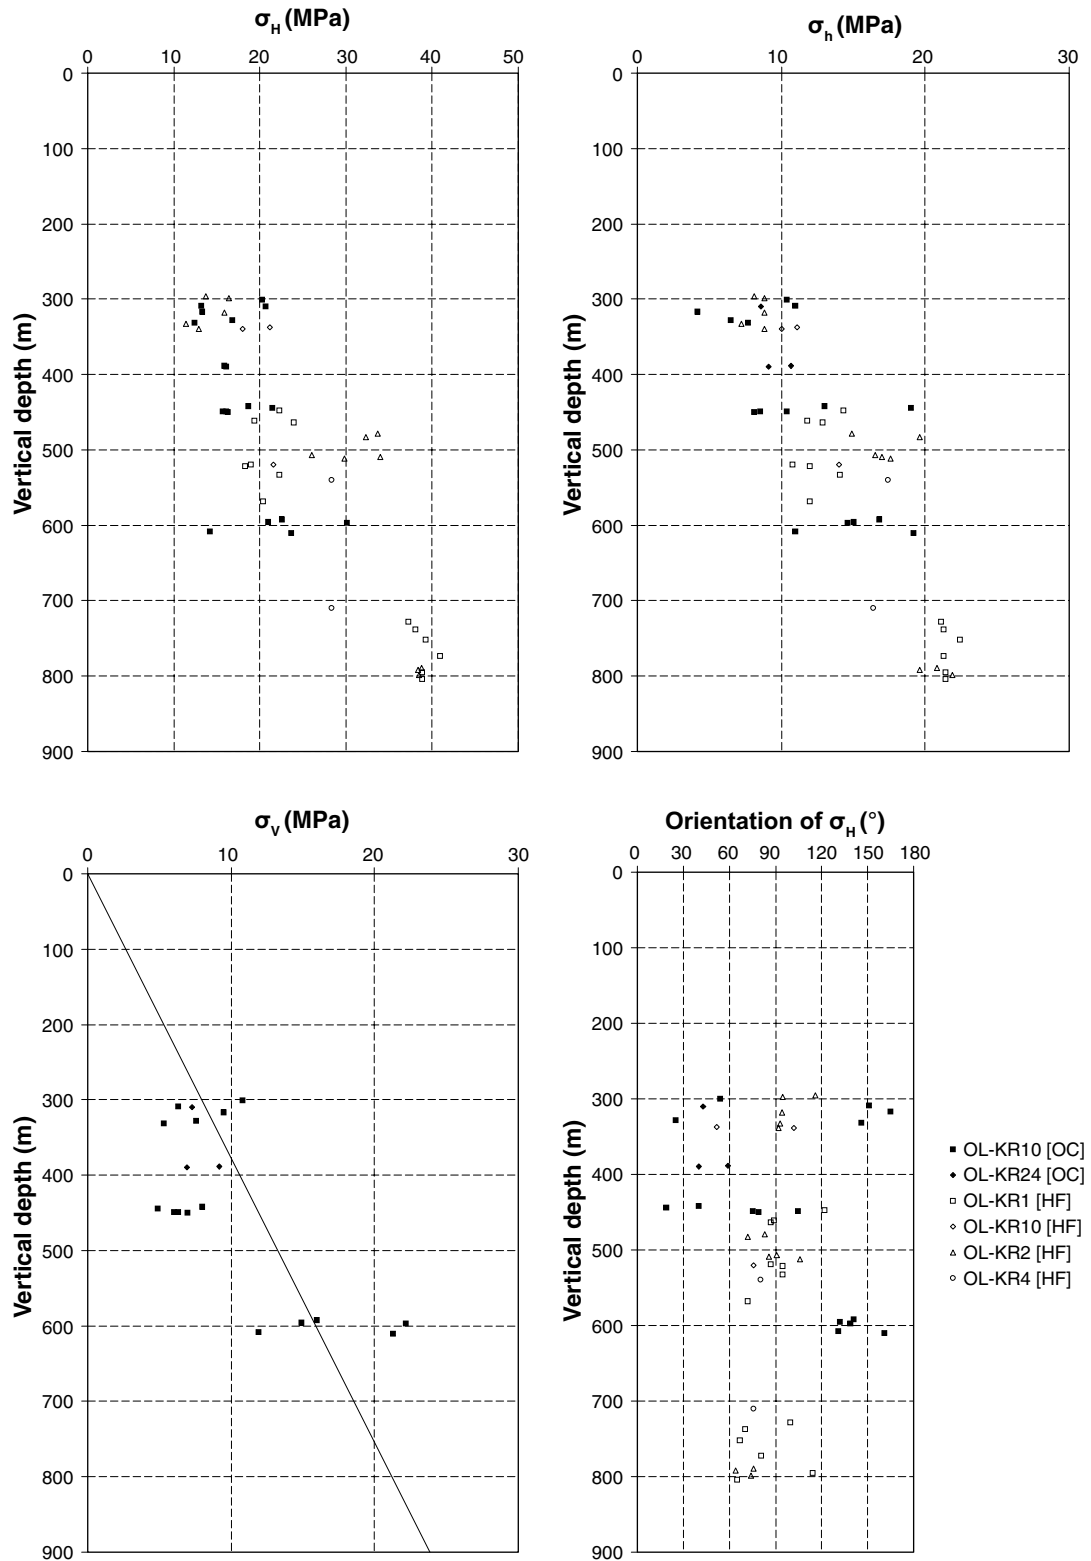 σH (MPa)
0 10 20 30 40 50
0
100
200
300
400
500
600
700
800
900
Vertical depth (m)
σh (MPa)
0 10 20 30
0
100
200
300
400
500
600
700
800
900
Vertical depth (m)
σV (MPa)
0 10 20 30
0
100
200
300
400
500
600
700
800
900
Vertical depth (m)
Orientation of σH (°)
0 30 60 90 120 150 180
0
100
200
300
400
500
600
700
800
900
Vertical depth (m)
OL-KR10 [OC]
OL-KR24 [OC]
OL-KR1 [HF]
OL-KR10 [HF]
OL-KR2 [HF]
OL-KR4 [HF]